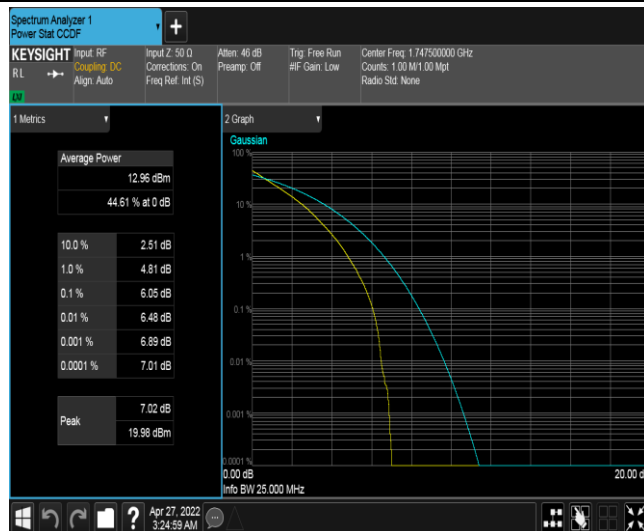 Spectrum Analyzer 1
Power Stat CCDF
+
KEYSIGHT
RL
LXI
Input: RF
Coupling: DC
Align: Auto
Input Z: 50 Ω
Corrections: On
Freq Ref: Int (S)
Atten: 46 dB
Preamp: Off
Trig: Free Run
#IF Gain: Low
Center Freq: 1.747500000 GHz
Counts: 1.00 M/1.00 Mpt
Radio Std: None
1 Metrics
Average Power
12.96 dBm
44.61 % at 0 dB
10.0 % 2.51 dB
1.0 % 4.81 dB
0.1 % 6.05 dB
0.01 % 6.48 dB
0.001 % 6.89 dB
0.0001 % 7.01 dB
Peak
7.02 dB
19.98 dBm
2 Graph
Gaussian
100 %
10 %
1 %
0.1 %
0.01 %
0.001 %
0.0001 %
0.00 dB 20.00 d
Info BW 25.000 MHz
?
Apr 27, 2022
3:24:59 AM